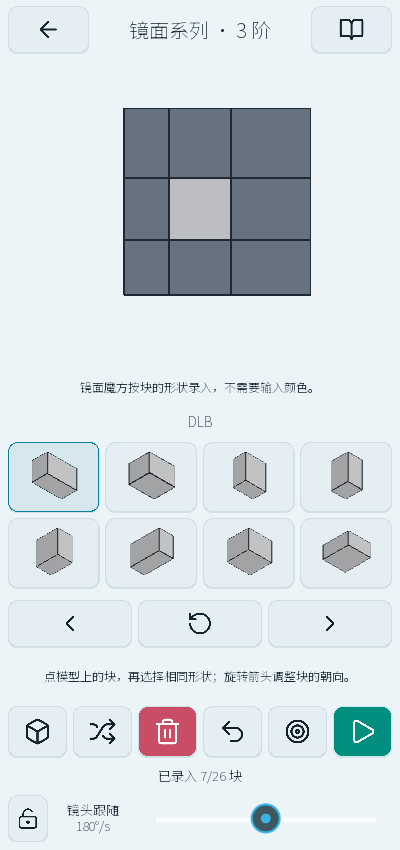 镜面系列 · 3 阶
镜面魔方按块的形状录入，不需要输入颜色。
DLB
点模型上的块，再选择相同形状；旋转箭头调整块的朝向。
已录入 7/26 块
镜头跟随
180°/s